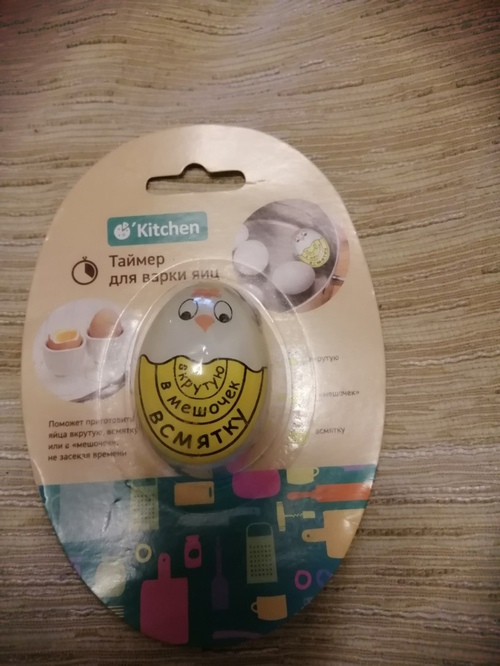 'Kitchen
Таймер
для варки яиц
вкрутую
в мешочек
всмятку
Поможет приготовить
яйца вкрутую, всмятку
или в «мешочек»,
не засекая времени
вкрутую
мешочек»
всмятку